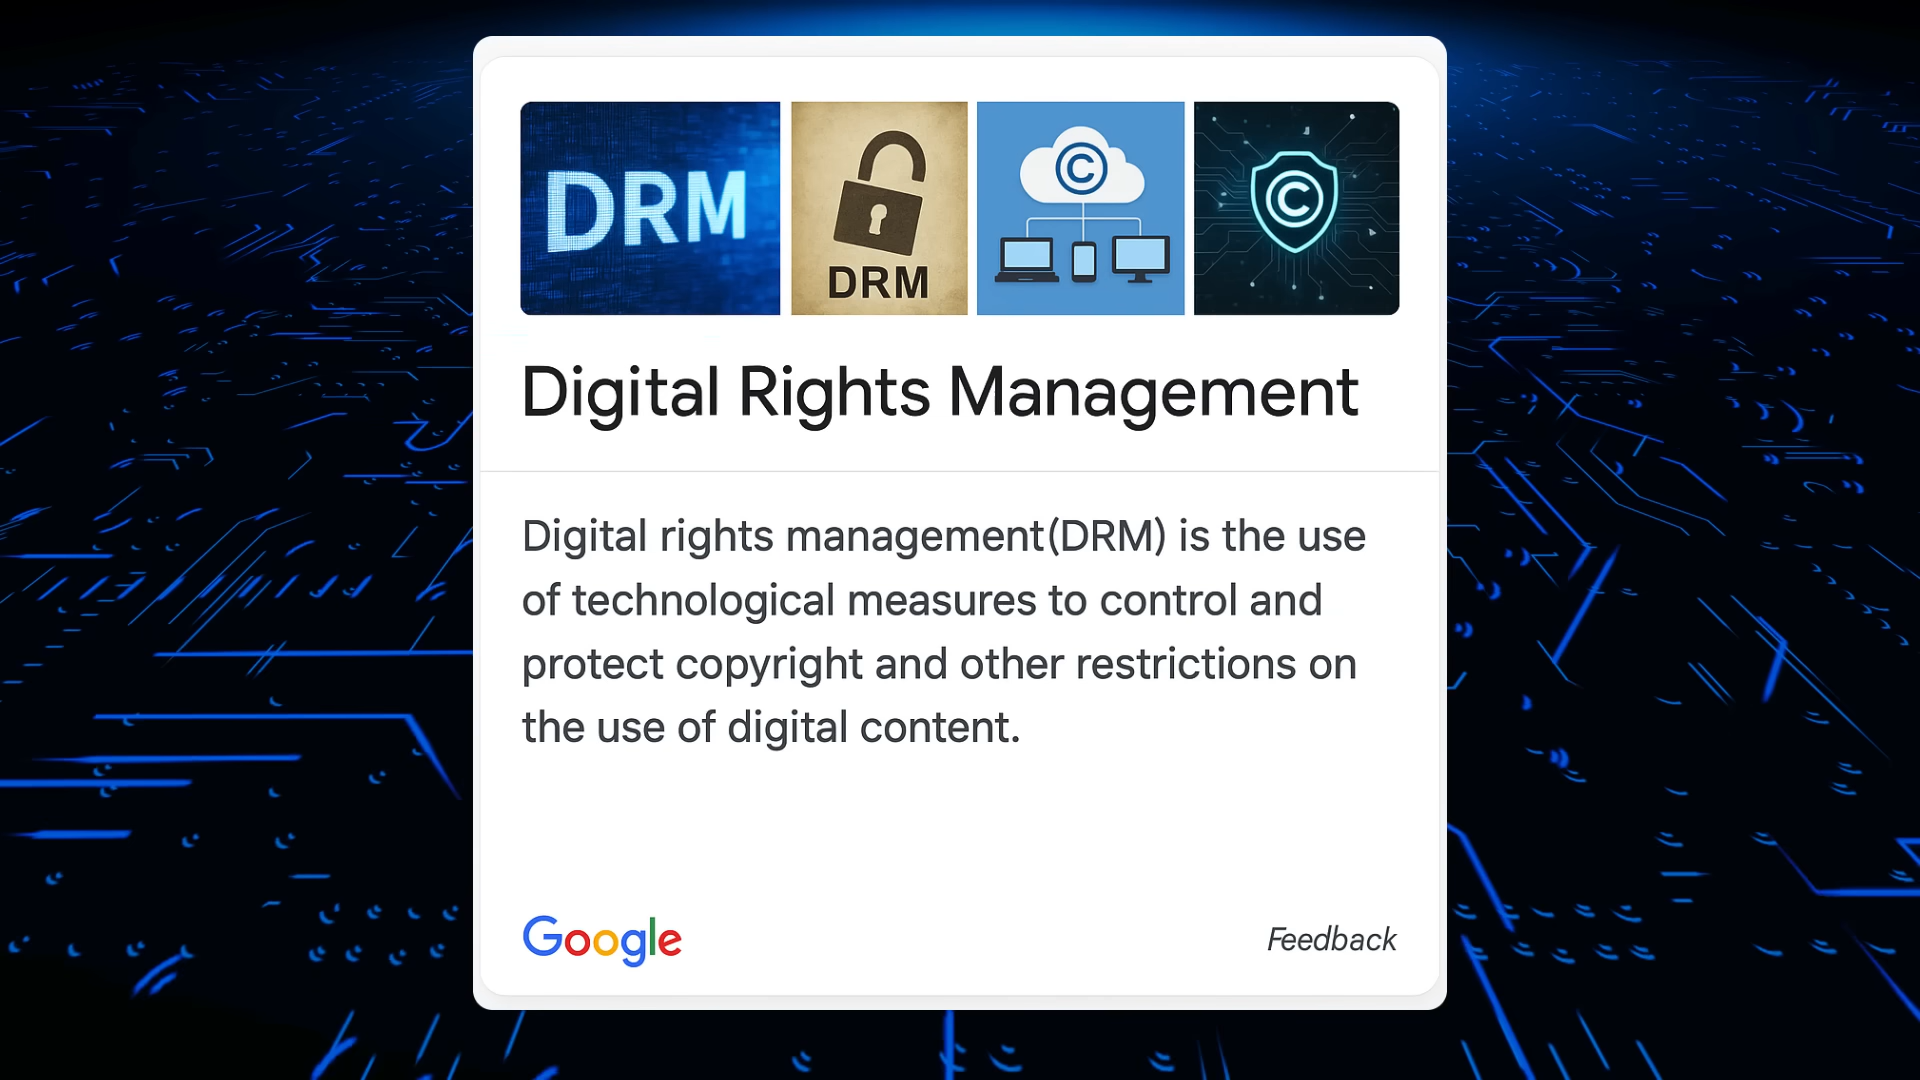 DRM
DRM
©
©
Digital Rights Management
Digital rights management(DRM) is the use
of technological measures to control and
protect copyright and other restrictions on
the use of digital content.
Google
Feedback